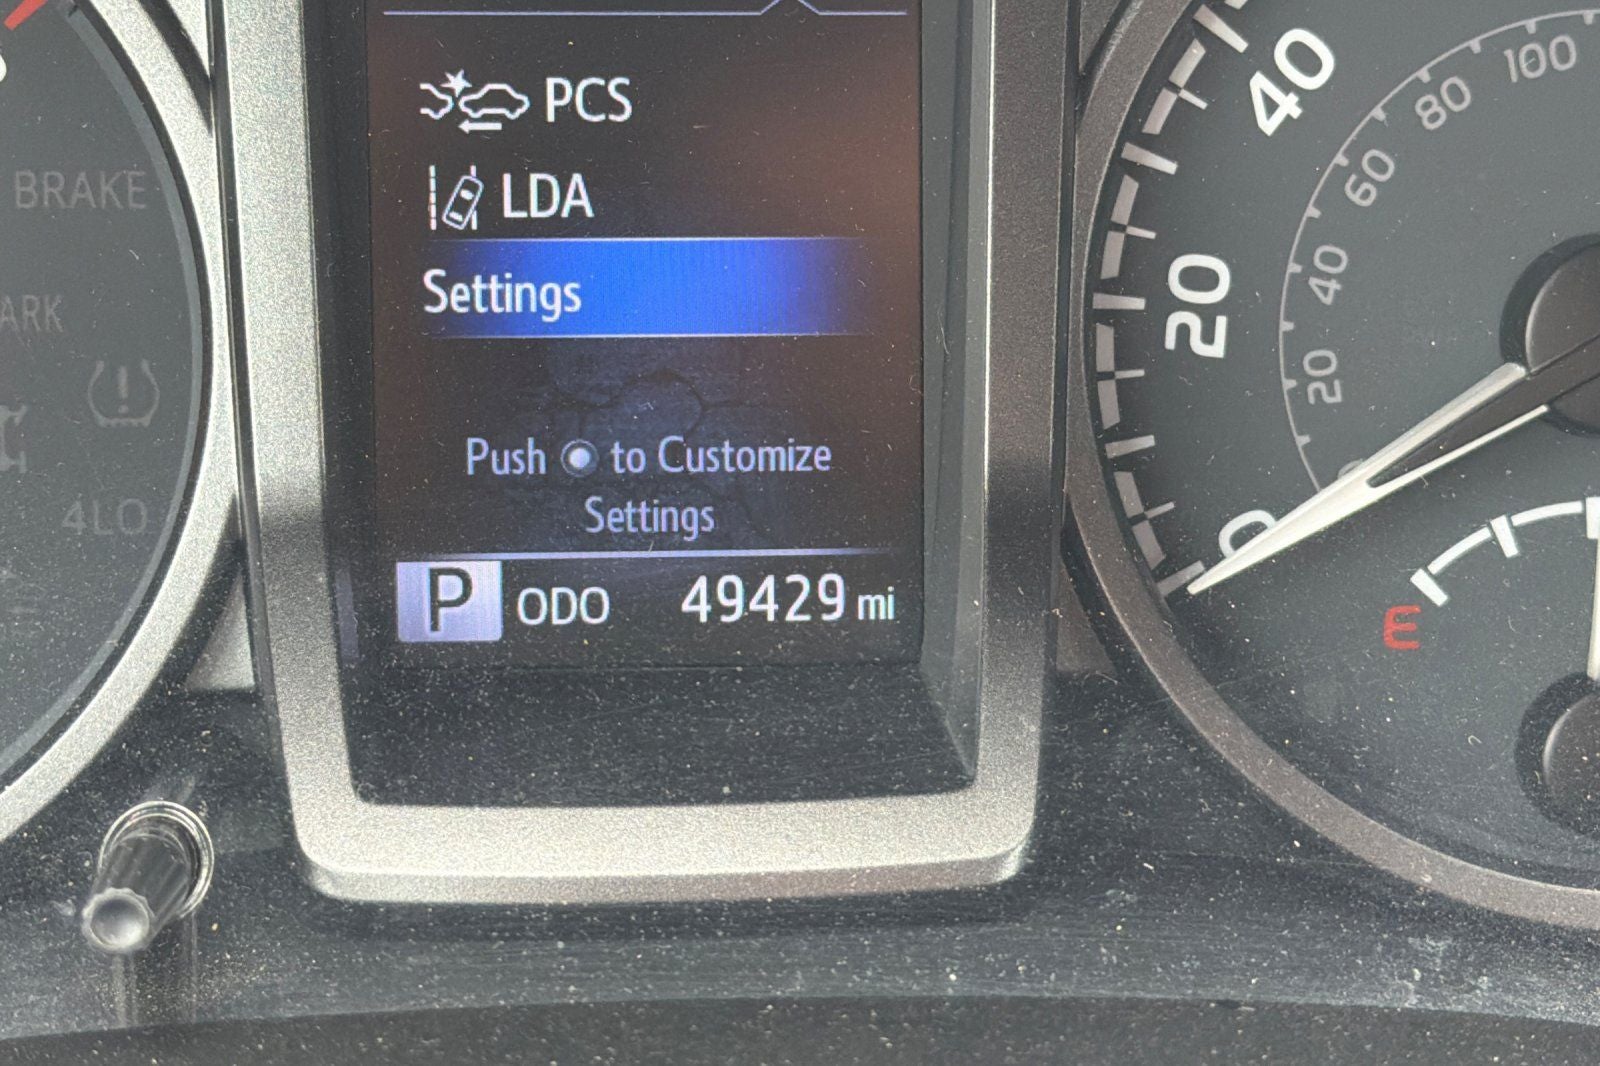 PCS
LDA
Settings
Push to Customize
Settings
P ODO 49429 mi
BRAKE
4LO
40
20
0
100
80
60
40
20
E